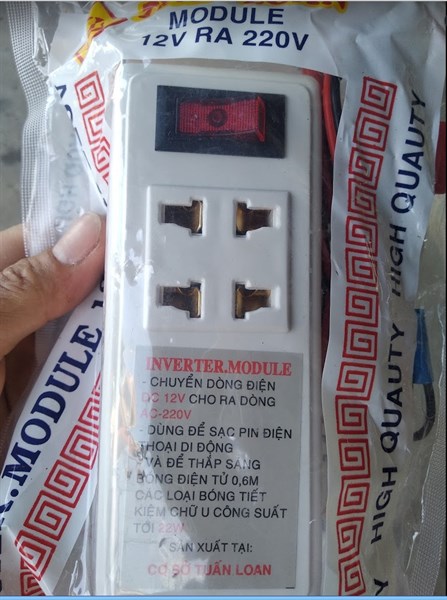 MODULE
12V RA 220V
HIGH QUAUTY HIGH QUAUTY
R.MODULE
INVERTER.MODULE
- CHUYỂN DÒNG ĐIỆN
DC 12V CHO RA DÒNG
AC-220V
- DÙNG ĐỂ SẠC PIN ĐIỆN
THOẠI DI ĐỘNG
- VÀ ĐỂ THẮP SÁNG
BÓNG ĐIỆN TỬ 0,6M
CÁC LOẠI BÓNG TIẾT
KIỆM CHỮ U CÔNG SUẤT
TỚI 22W
SẢN XUẤT TẠI:
CƠ SỞ TUẤN LOAN